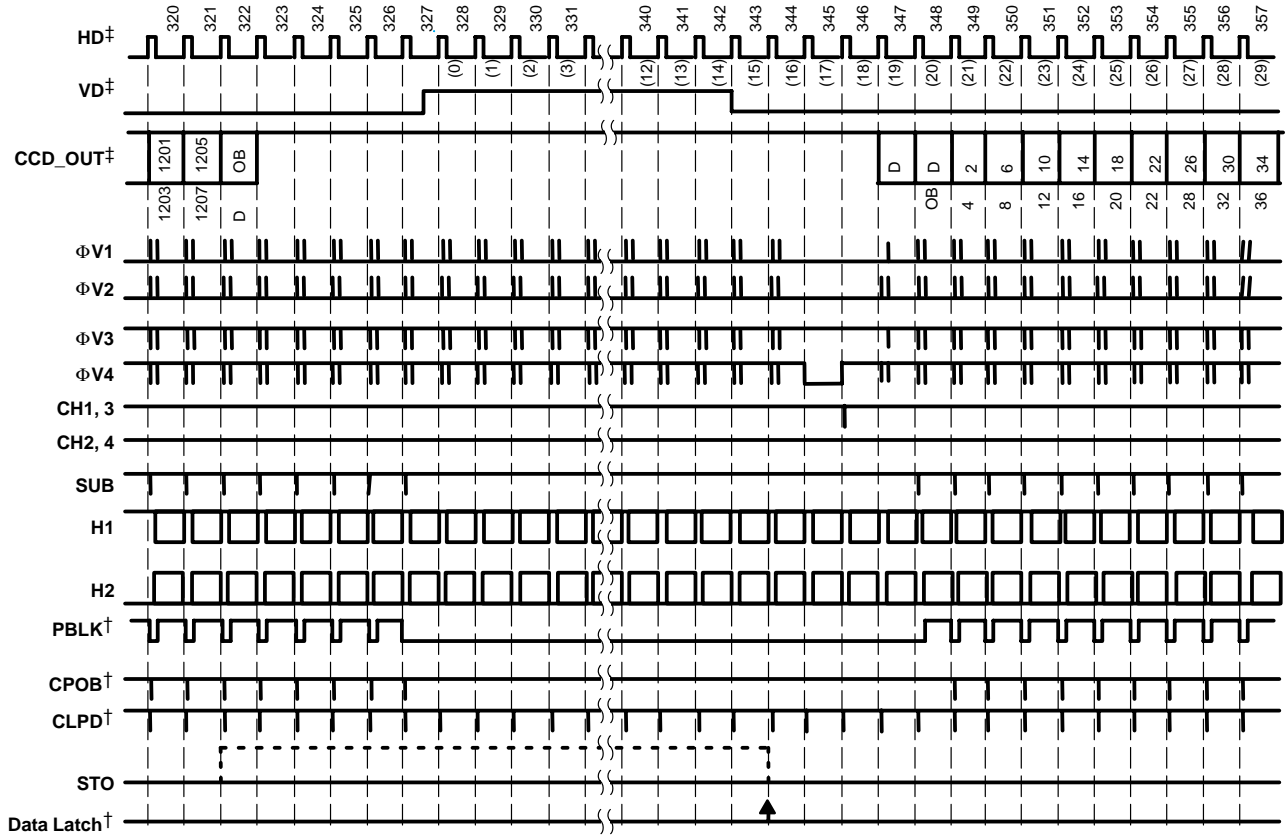 320 321 322 323 324 325 326 327 328 329 330 331 340 341 342 343 344 345 346 347 348 349 350 351 352 353 354 355 356 357
HD‡
(0) (1) (2) (3) (12) (13) (14) (15) (16) (17) (18) (19) (20) (21) (22) (23) (24) (25) (26) (27) (28) (29)
VD‡
CCD_OUT‡
1201 1205 OB D D 2 6 10 14 18 22 26 30 34
1203 1207 D OB 4 8 12 16 20 22 28 32 36
ΦV1
ΦV2
ΦV3
ΦV4
CH1, 3
CH2, 4
SUB
H1
H2
PBLK†
CPOB†
CLPD†
STO
Data Latch†